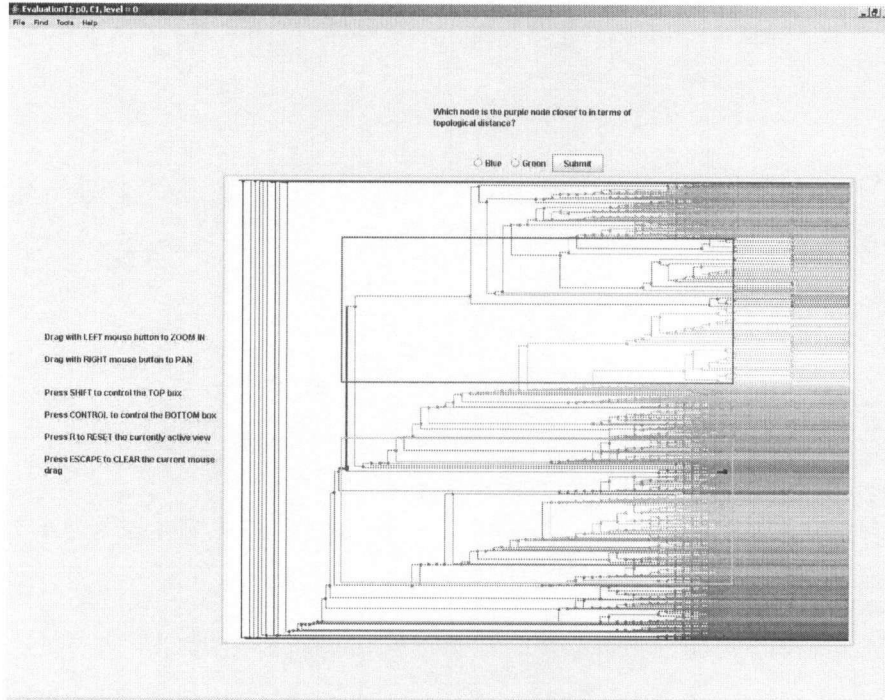 EvaluationT3: p0, C1, level = 0
File Find Tools Help
Which node is the purple node closer to in terms of
topological distance?
Blue Green Submit
Drag with LEFT mouse button to ZOOM IN
Drag with RIGHT mouse button to PAN
Press SHIFT to control the TOP box
Press CONTROL to control the BOTTOM box
Press R to RESET the currently active view
Press ESCAPE to CLEAR the current mouse
drag